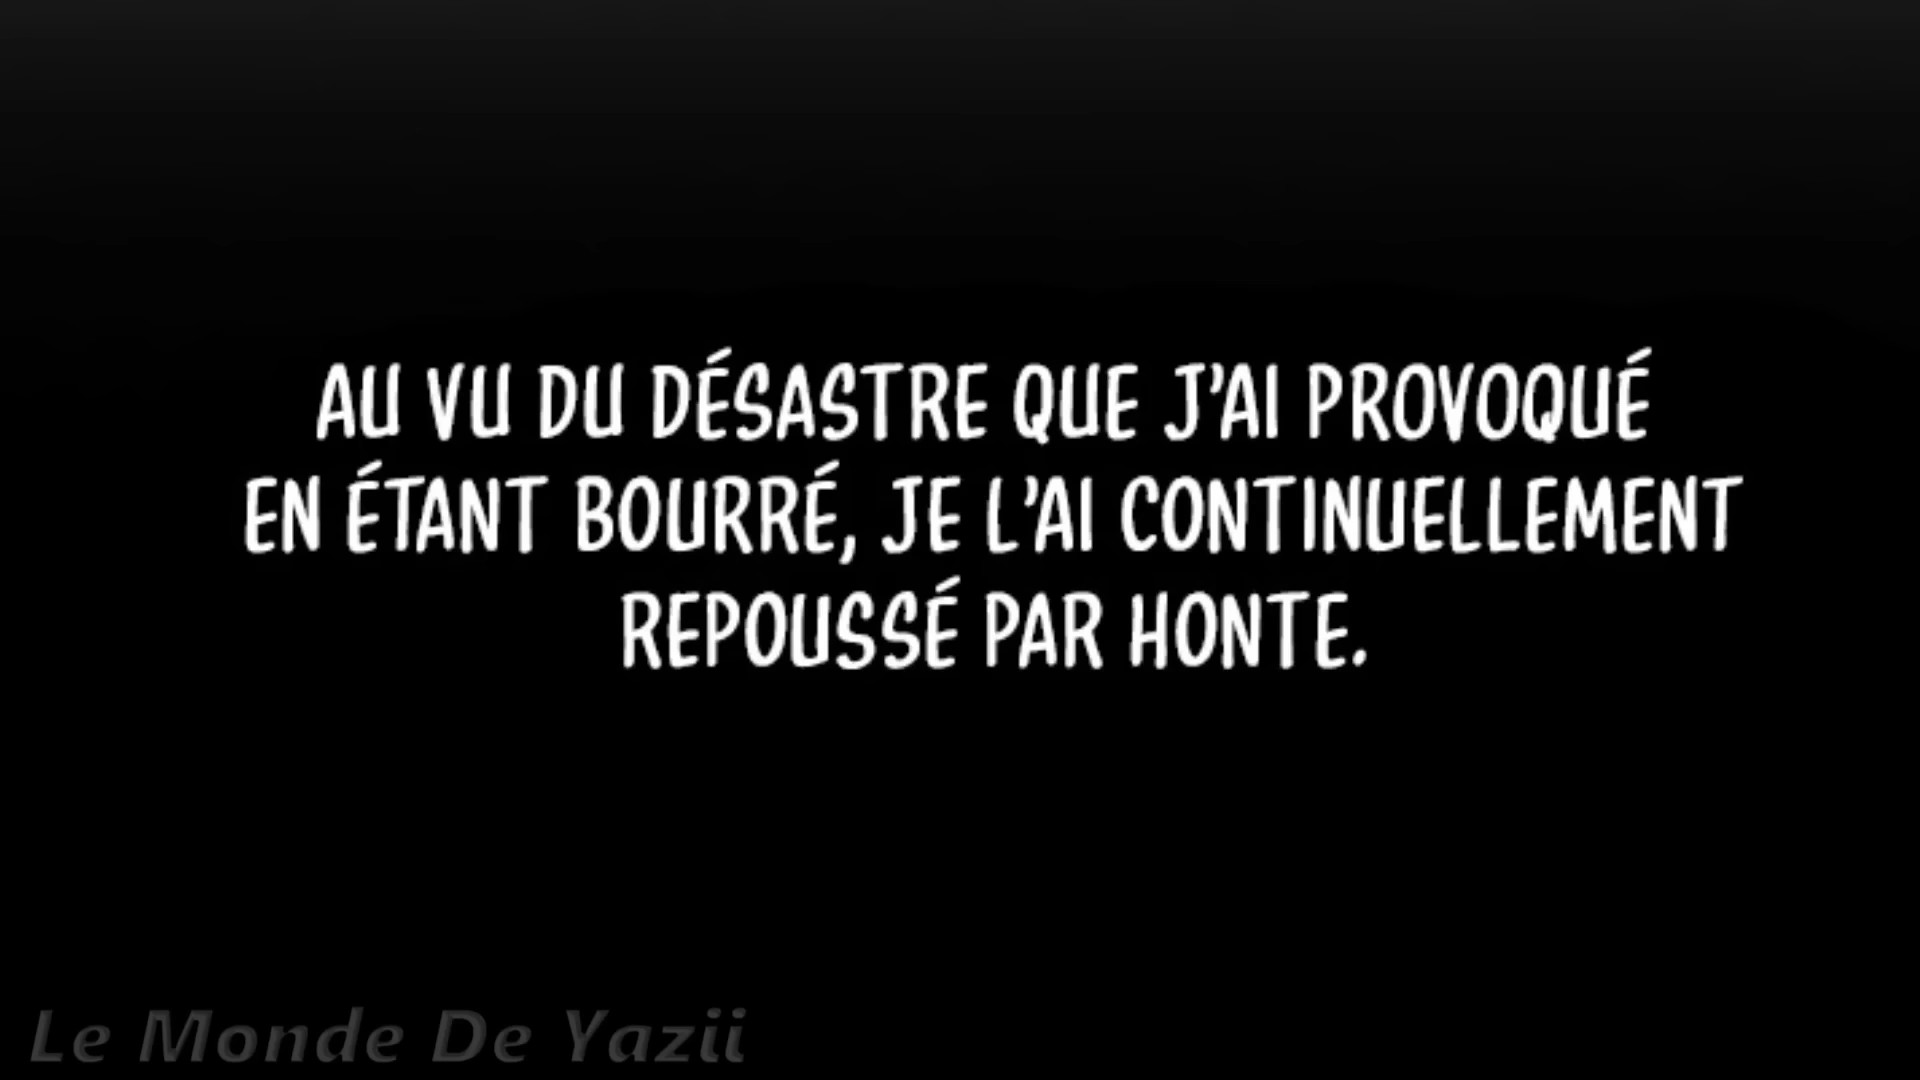 AU VU DU DÉSASTRE QUE J'AI PROVOQUÉ
EN ÉTANT BOURRÉ, JE L'AI CONTINUELLEMENT
REPOUSSÉ PAR HONTE.
Le Monde De Yazii